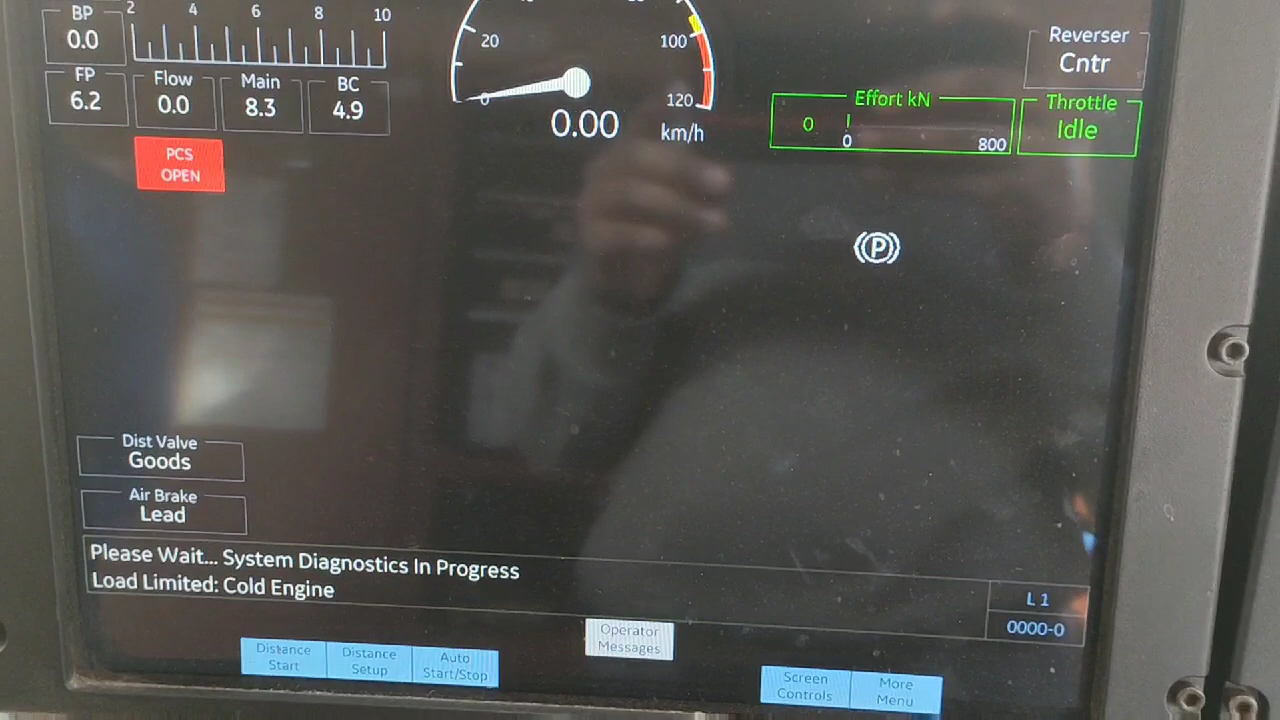 BP
2 4 6 8 10
0.0
20
100
Reverser
Cntr
FP
Flow
Main
BC
6.2
0.0
8.3
4.9
0
120
0.00
km/h
Effort kN
0
0
800
Throttle
Idle
PCS
OPEN
P
Dist Valve
Goods
Air Brake
Lead
Please Wait... System Diagnostics In Progress
Load Limited: Cold Engine
L 1
0000-0
Operator
Messages
Distance
Start
Distance
Setup
Auto
Start/Stop
Screen
Controls
More
Menu